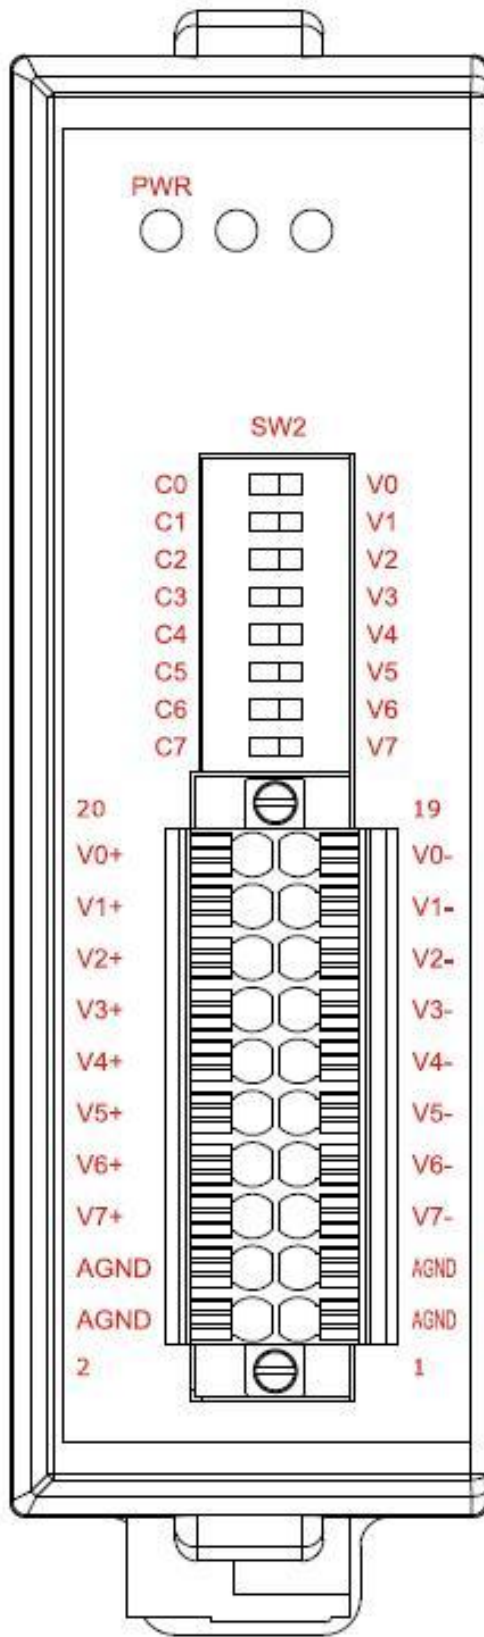 PWR
SW2
C0 V0
C1 V1
C2 V2
C3 V3
C4 V4
C5 V5
C6 V6
C7 V7
20 19
V0+ V0-
V1+ V1-
V2+ V2-
V3+ V3-
V4+ V4-
V5+ V5-
V6+ V6-
V7+ V7-
AGND AGND
AGND AGND
2 1